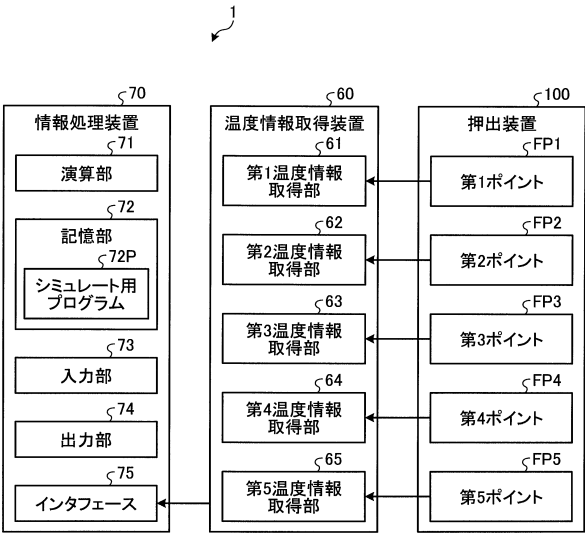 1
70
情報処理装置
71
演算部
72
記憶部
72P
シミュレート用
プログラム
73
入力部
74
出力部
75
インタフェース
60
温度情報取得装置
61
第1温度情報
取得部
62
第2温度情報
取得部
63
第3温度情報
取得部
64
第4温度情報
取得部
65
第5温度情報
取得部
100
押出装置
FP1
第1ポイント
FP2
第2ポイント
FP3
第3ポイント
FP4
第4ポイント
FP5
第5ポイント